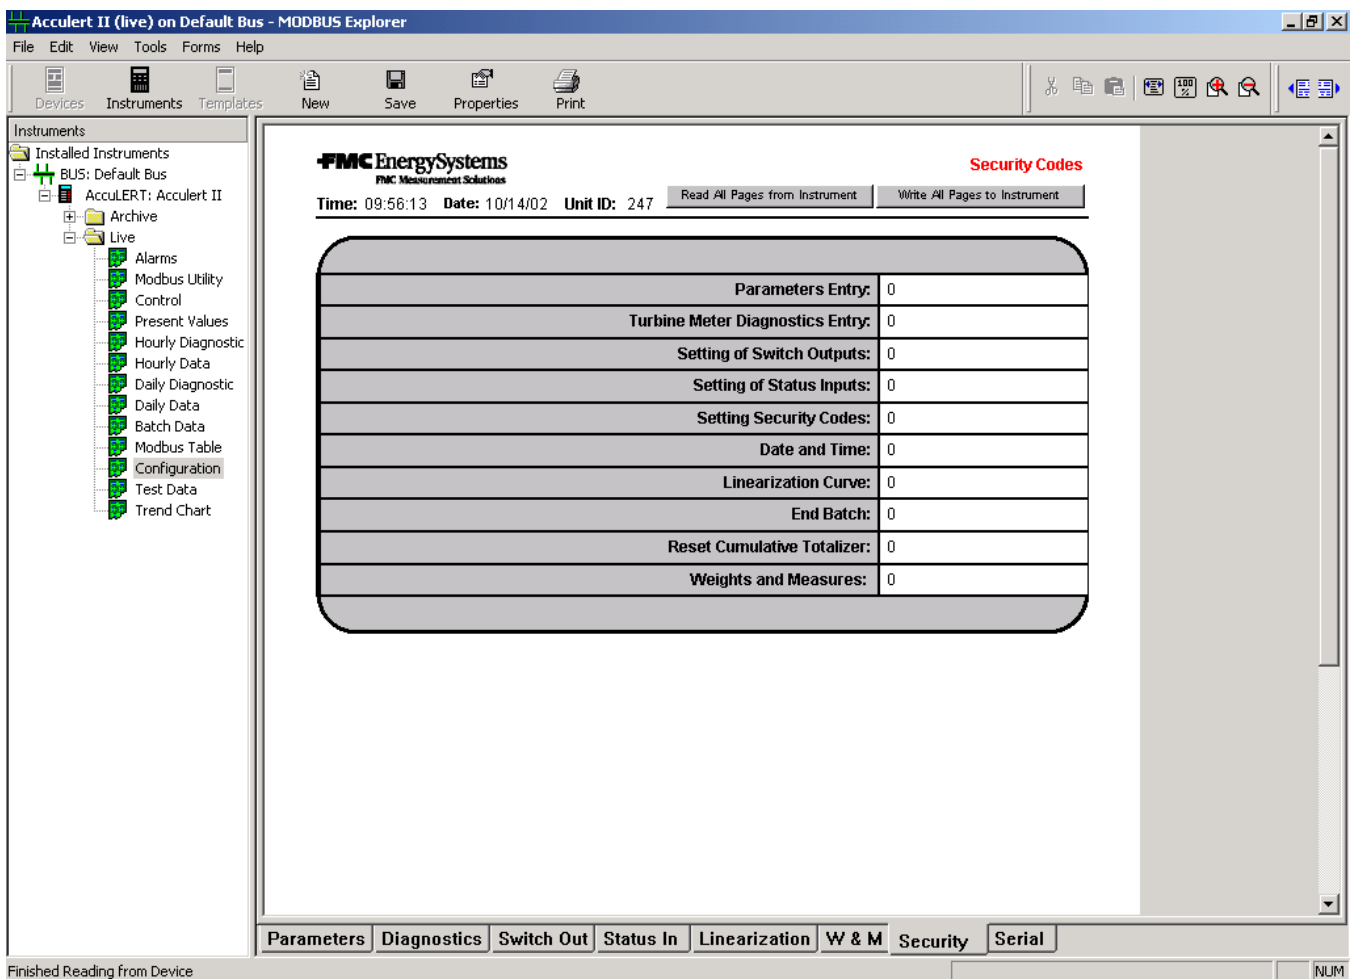 Acculert II (live) on Default Bus - MODBUS Explorer
File Edit View Tools Forms Help
Devices Instruments Templates New Save Properties Print
100 %
Instruments
Installed Instruments
BUS: Default Bus
AccuLERT: Acculert II
Archive
Live
Alarms
Modbus Utility
Control
Present Values
Hourly Diagnostic
Hourly Data
Daily Diagnostic
Daily Data
Batch Data
Modbus Table
Configuration
Test Data
Trend Chart
FMC EnergySystems
FMC Measurement Solutions
Security Codes
Read All Pages from Instrument Write All Pages to Instrument
Time: 09:56:13 Date: 10/14/02 Unit ID: 247
Parameters Entry: 0
Turbine Meter Diagnostics Entry: 0
Setting of Switch Outputs: 0
Setting of Status Inputs: 0
Setting Security Codes: 0
Date and Time: 0
Linearization Curve: 0
End Batch: 0
Reset Cumulative Totalizer: 0
Weights and Measures: 0
Parameters Diagnostics Switch Out Status In Linearization W & M Security Serial
Finished Reading from Device NUM